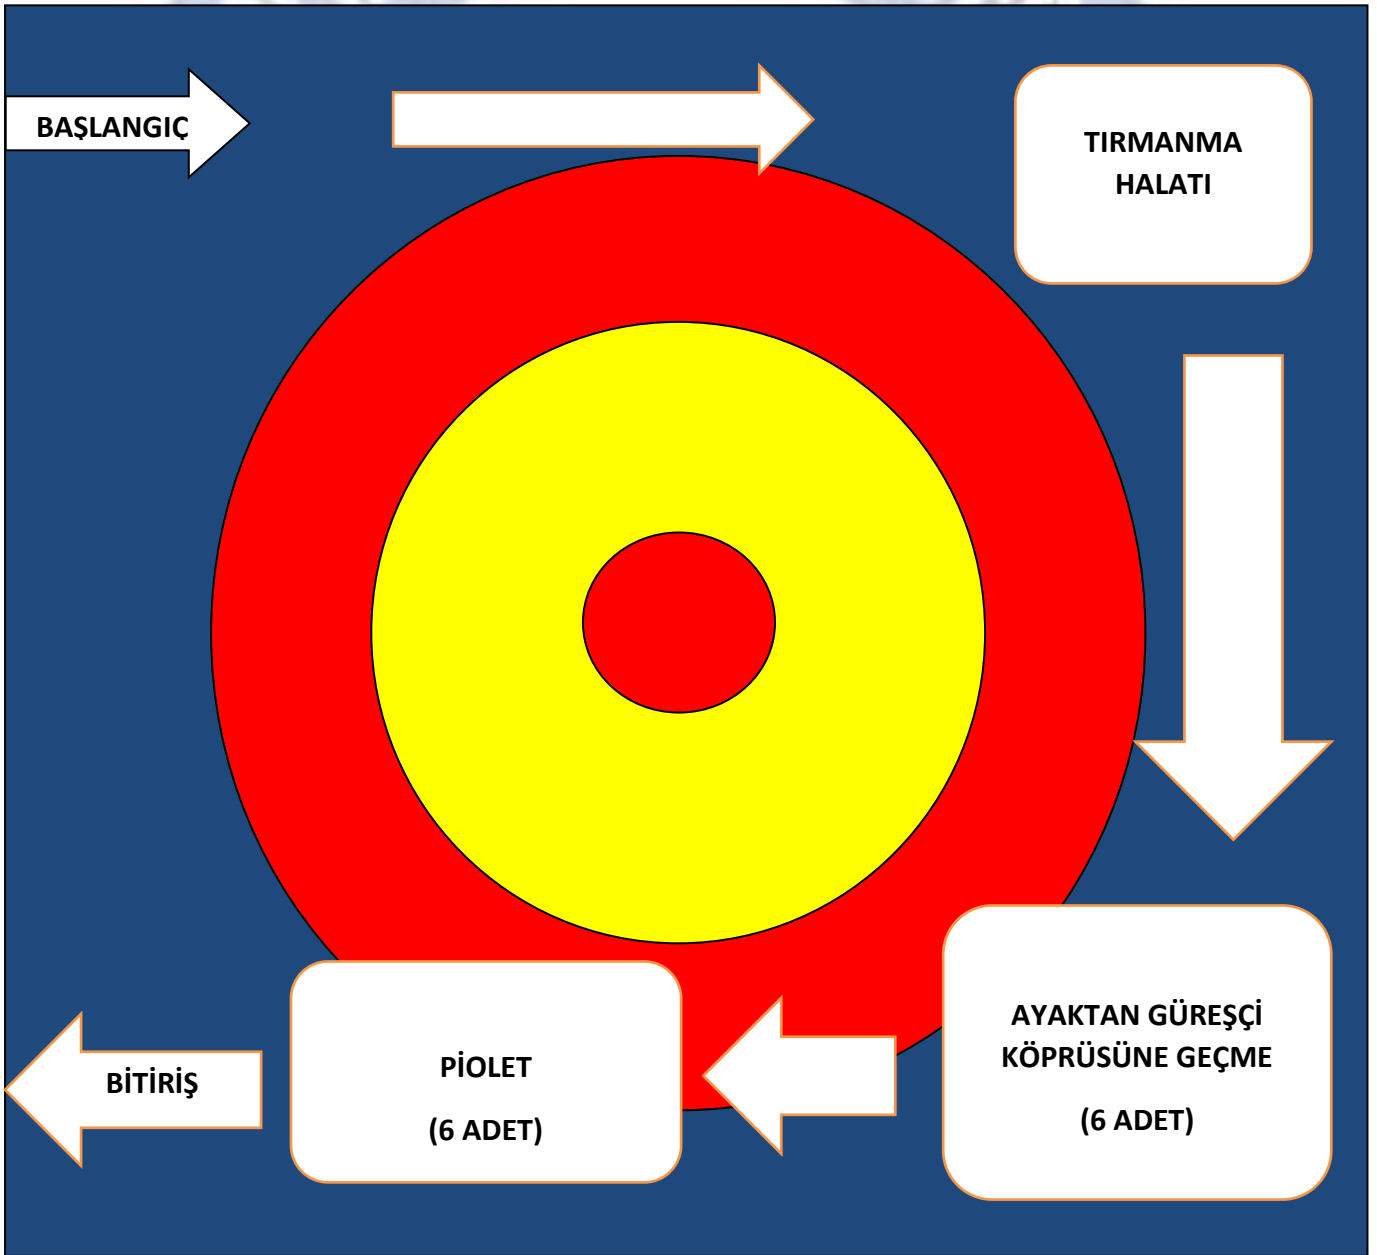 BAŞLANGIÇ
TIRMANMA
HALATI
AYAKTAN GÜREŞÇİ
KÖPRÜSÜNE GEÇME
(6 ADET)
PİOLET
(6 ADET)
BİTİRİŞ